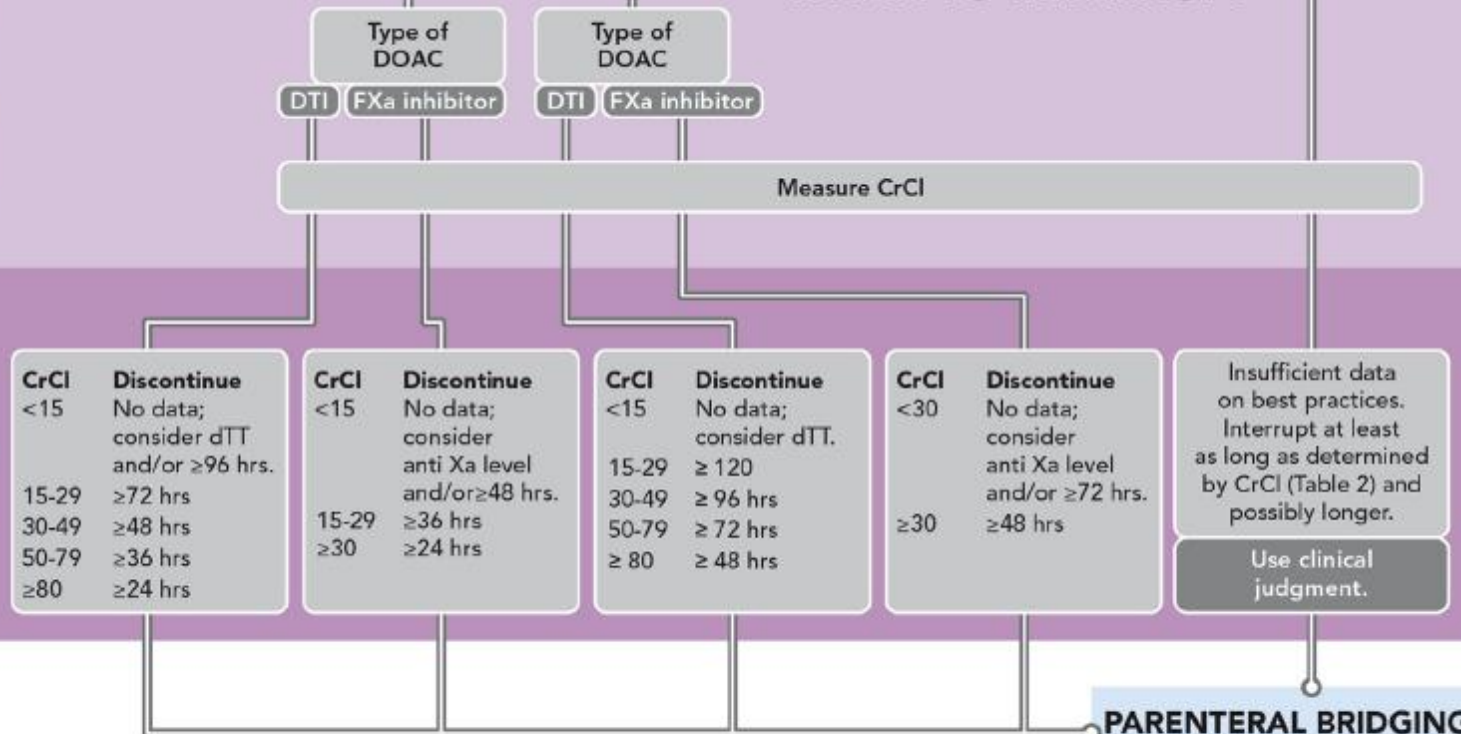 Type of
DOAC
Type of
DOAC
DTI FXa inhibitor
DTI FXa inhibitor
Measure CrCl
CrCl Discontinue
<15 No data;
consider dTT
and/or ≥96 hrs.
15-29 ≥72 hrs
30-49 ≥48 hrs
50-79 ≥36 hrs
≥80 ≥24 hrs
CrCl Discontinue
<15 No data;
consider
anti Xa level
and/or≥48 hrs.
15-29 ≥36 hrs
≥30 ≥24 hrs
CrCl Discontinue
<15 No data;
consider dTT.
15-29 ≥ 120
30-49 ≥ 96 hrs
50-79 ≥ 72 hrs
≥ 80 ≥ 48 hrs
CrCl Discontinue
<30 No data;
consider
anti Xa level
and/or ≥72 hrs.
≥30 ≥48 hrs
Insufficient data
on best practices.
Interrupt at least
as long as determined
by CrCl (Table 2) and
possibly longer.
Use clinical
judgment.
PARENTERAL BRIDGING